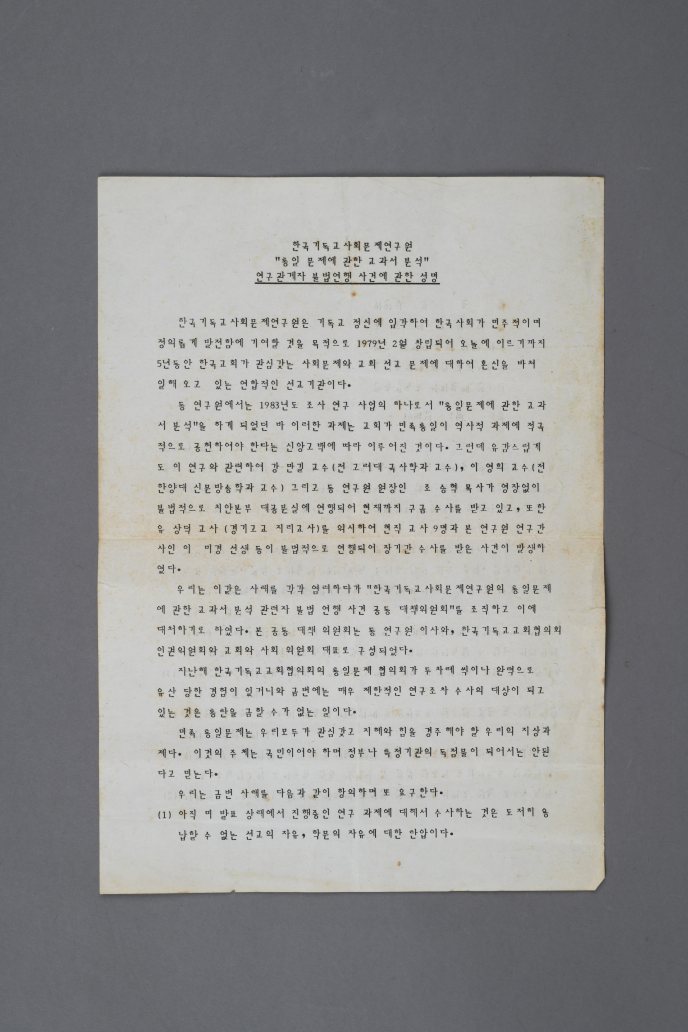 한국기독교사회문제연구원
"통일 문제에 관한 교과서 분석"
연구관계자 불법연행 사건에 관한 성명
한국기독교사회문제연구원은 기독교 정신에 입각하여 한국사회가 민주적이며
정의롭게 발전함에 기여할 것을 목적으로 1979년 2월 창립되어 오늘에 이르기까지
5년동안 한국교회가 관심갖는 사회문제와 교회 선교 문제에 대하여 혼신을 바쳐
일해 오고 있는 연합적인 선교기관이다.
동 연구원에서는 1983년도 조사 연구 사업의 하나로서 "통일문제에 관한 교과
서 분석"을 하게 되었던 바 이러한 과제는 교회가 민족통일이 역사적 과제에 적극
적으로 공헌하여야 한다는 신앙고백에 따라 이루어진 것이다. 그런데 유감스럽게
도 이 연구와 관련하여 강 만길 교수(전 고려대 국사학과 교수), 이 영희 교수(전
한양대 신문방송학과 교수) 그리고 동 연구원 원장인 조 승혁 목사가 영장없이
불법적으로 치안본부 대공분실에 연행되어 현재까지 구금 수사를 받고 있고, 또한
유 상덕 교사 (경기고교 지리교사)를 위시하여 현직 교사 9명과 본 연구원 연구간
사인 이 미경 선생 등이 불법적으로 연행되어 장기간 수사를 받은 사건이 발생하
였다.
우리는 이같은 사태를 각각 염려하다가 "한국기독교사회문제연구원의 통일문제
에 관한 교과서 분석 관련자 불법 연행 사건 공동 대책위원회"를 조직하고 이에
대처하기로 하였다. 본 공동 대책 위원회는 동 연구원 이사와, 한국기독교교회협의회
인권위원회와 교회와 사회 위원회 대표로 구성되었다.
지난해 한국기독교교회협의회의 통일문제 협의회가 두차례 씩이나 완력으로
유산 당한 경험이 있거니와 금번에는 매우 제한적인 연구조차 수사의 대상이 되고
있는 것은 통탄을 금할 수가 없는 일이다.
민족 통일문제는 우리모두가 관심갖고 지혜와 힘을 경주해야 할 우리의 지상과
제다. 이것의 주체는 국민이어야 하며 정부나 특정기관의 독점물이 되어서는 안된
다고 믿는다.
우리는 금번 사태를 다음과 같이 항의하며 또 요구한다.
(1) 아직 미 발표 상태에서 진행중인 연구 과제에 대해서 수사하는 것은 도저히 용
납할 수 없는 선교의 자유, 학문의 자유에 대한 탄압이다.